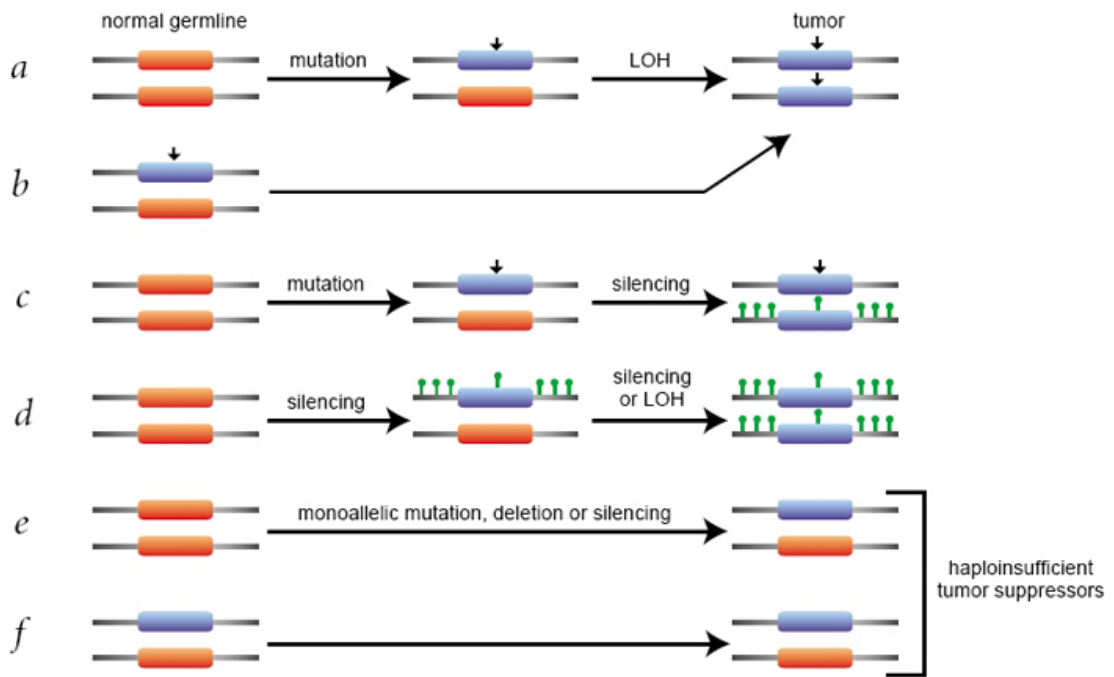 normal germline
tumor
a
mutation
LOH
b
c
mutation
silencing
d
silencing
silencing
or LOH
e
monoallelic mutation, deletion or silencing
haploinsufficient
tumor suppressors
f